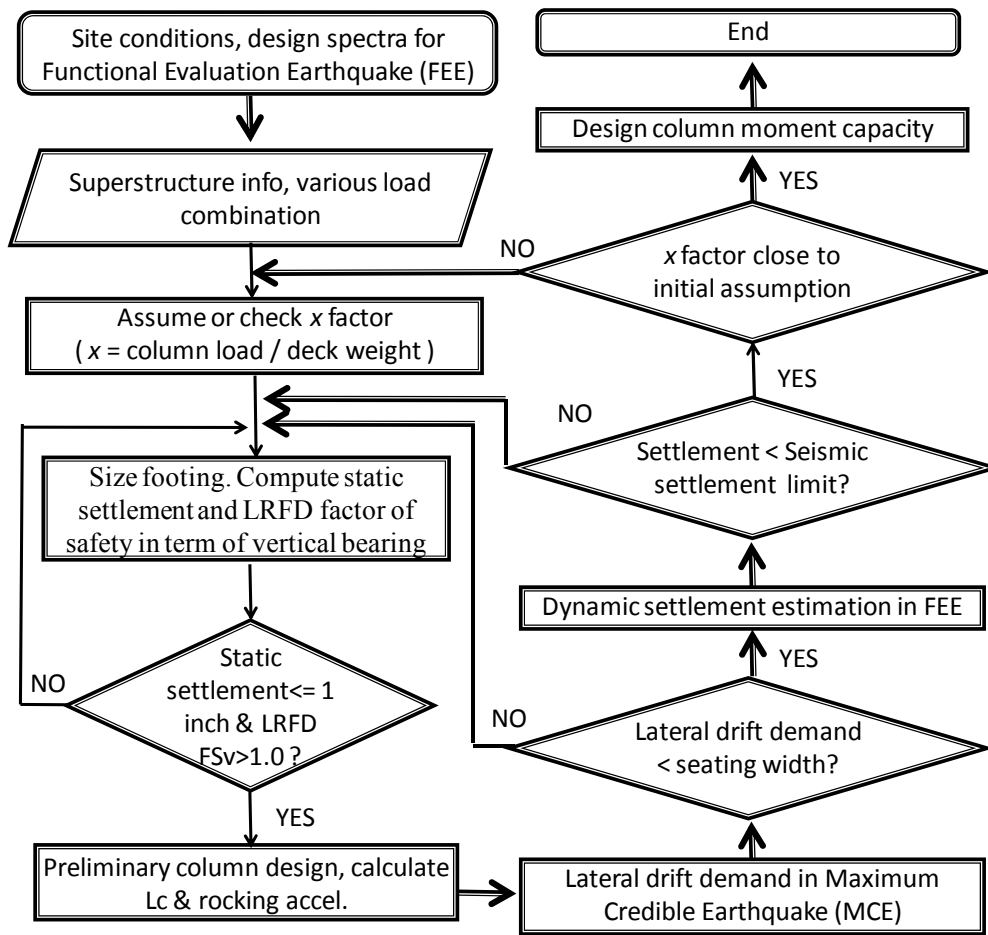 Site conditions, design spectra for
Functional Evaluation Earthquake (FEE)
Superstructure info, various load
combination
Assume or check x factor
( x = column load / deck weight )
Size footing. Compute static
settlement and LRFD factor of
safety in term of vertical bearing
Static
settlement<= 1
inch & LRFD
FSv>1.0 ?
NO
YES
Preliminary column design, calculate
Lc & rocking accel.
Lateral drift demand in Maximum
Credible Earthquake (MCE)
Lateral drift demand
< seating width?
NO
YES
Dynamic settlement estimation in FEE
Settlement < Seismic
settlement limit?
NO
YES
x factor close to
initial assumption
NO
YES
Design column moment capacity
End